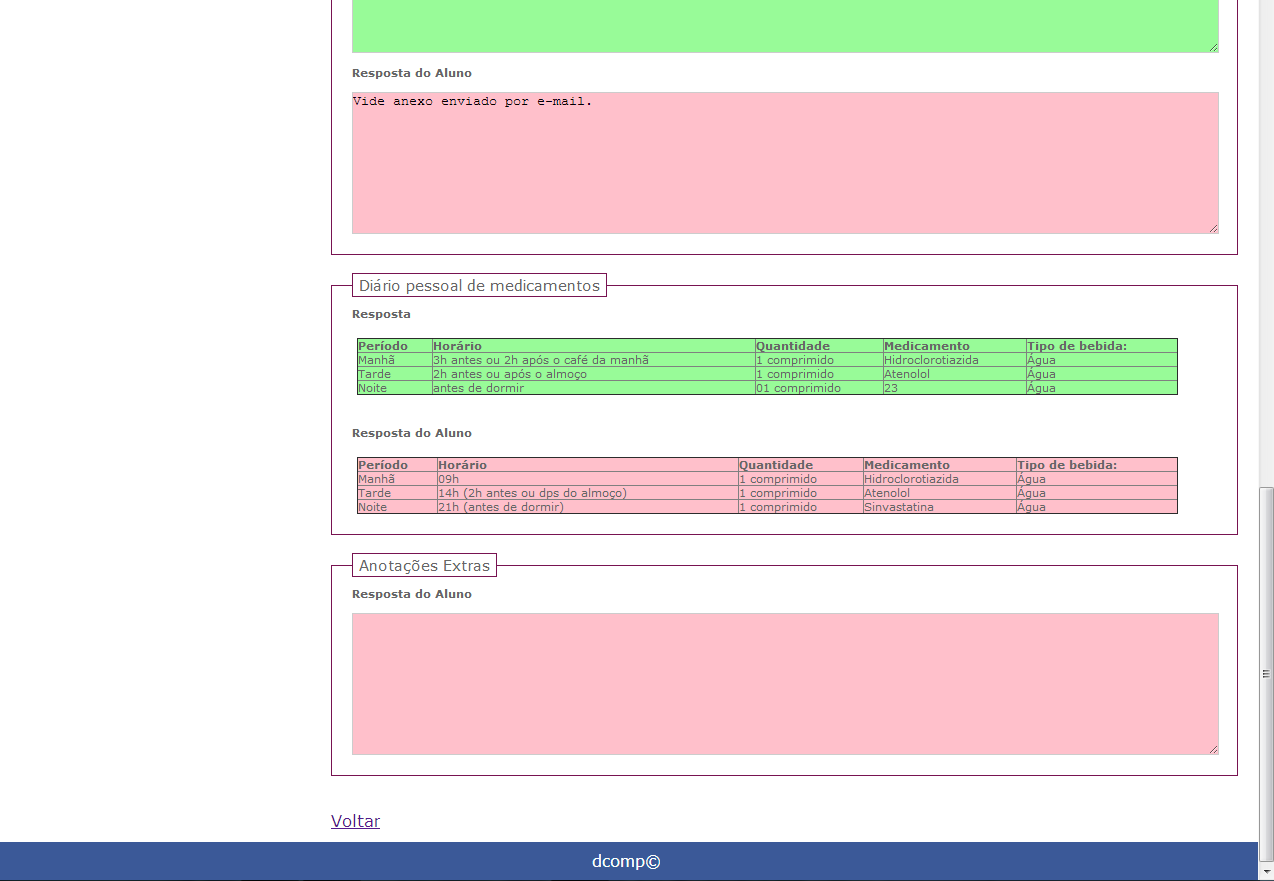 Resposta do Aluno
Vide anexo enviado por e-mail.
Diário pessoal de medicamentos
Resposta
Período Horário Quantidade Medicamento Tipo de bebida:
Manhã 3h antes ou 2h após o café da manhã 1 comprimido Hidroclorotiazida Água
Tarde 2h antes ou após o almoço 1 comprimido Atenolol Água
Noite antes de dormir 01 comprimido 23 Água
Resposta do Aluno
Período Horário Quantidade Medicamento Tipo de bebida:
Manhã 09h 1 comprimido Hidroclorotiazida Água
Tarde 14h (2h antes ou dps do almoço) 1 comprimido Atenolol Água
Noite 21h (antes de dormir) 1 comprimido Sinvastatina Água
Anotações Extras
Resposta do Aluno
Voltar
dcomp©